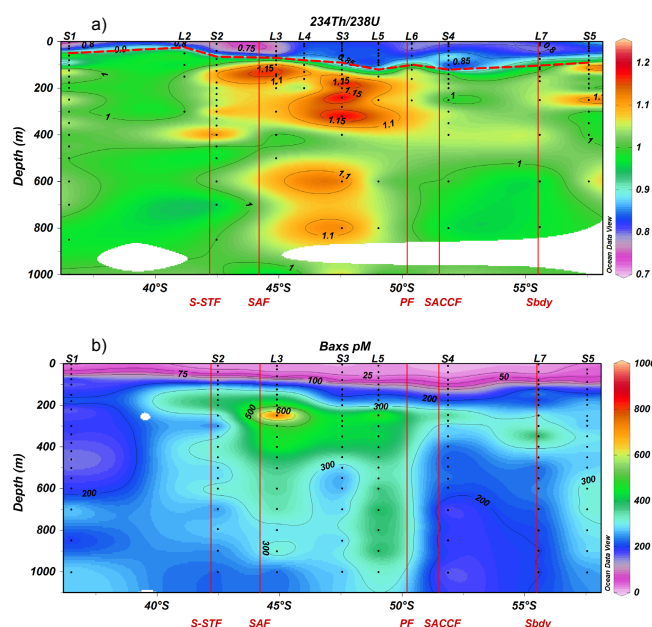 a) 234Th/238U
S1 L2 S2 L3 L4 S3 L5 L6 S4 L7 S5
0 200 400 600 800 1000
Depth (m)
0.8 0.9 0.8 0.75 0.85 0.85 0.8
1 1.15 1.1 1.15 1.15 1.1 1 1.1
1 1 1 1 1.1 1.1 1
40°S 45°S 50°S 55°S
S-STF SAF PF SACCF Sbdy
1.2 1.1 1 0.9 0.8 0.7
Ocean Data View
b) Baxs pM
S1 S2 L3 S3 L5 S4 L7 S5
0 200 400 600 800 1000
Depth (m)
75 100 25 50
500 600 300 200
200 300 200 300
300
40°S 45°S 50°S 55°S
S-STF SAF PF SACCF Sbdy
1000 800 600 400 200 0
Ocean Data View